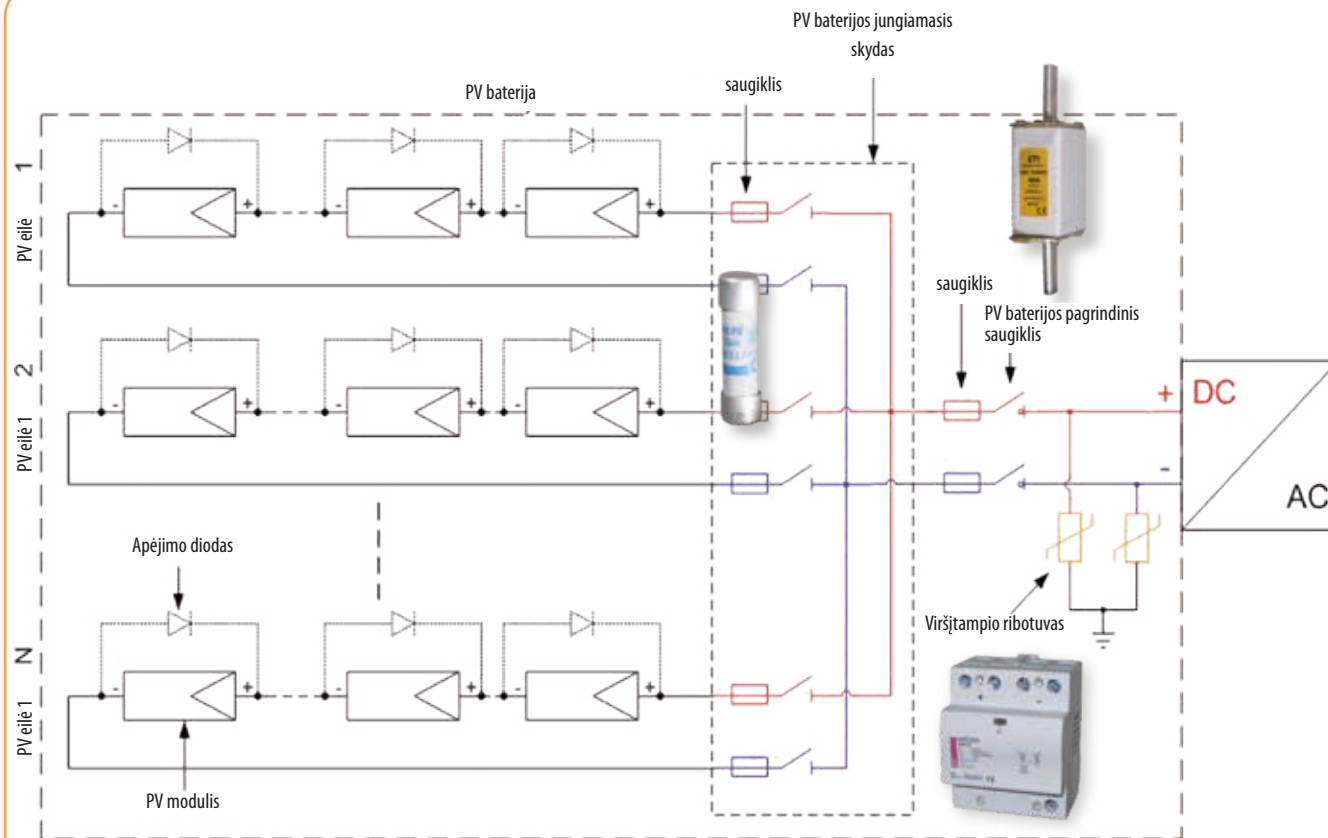 PV baterijos jungiamasis
skydas
saugiklis
PV baterija
1
PV eilė
- + - + - +
ETI
saugiklis
PV baterijos pagrindinis
saugiklis
2
PV eilė 1
- + - + - +
+ DC
-
AC
Apėjimo diodas
Viršįtampio ribotuvas
N
PV eilė 1
- + - + - +
PV modulis